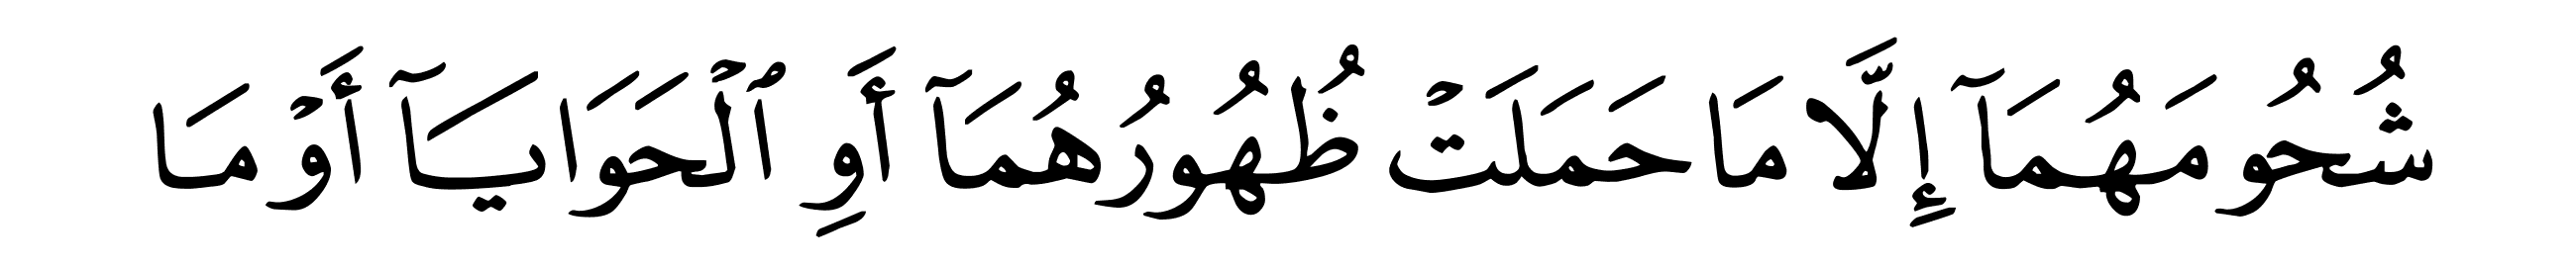 شُحُومَهُمَآ إِلَّا مَا حَمَلَتْ ظُهُورُهُمَآ أَوِ ٱلْحَوَايَآ أَوْ مَا